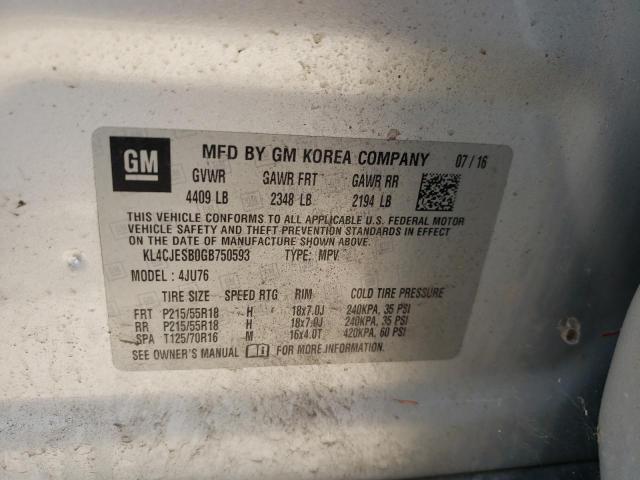 GM
MFD BY GM KOREA COMPANY 07 / 16
GVWR GAWR FRT GAWR RR
4409 LB 2348 LB 2194 LB
THIS VEHICLE CONFORMS TO ALL APPLICABLE U.S. FEDERAL MOTOR
VEHICLE SAFETY AND THEFT PREVENTION STANDARDS IN EFFECT ON THE
DATE OF MANUFACTURE SHOWN ABOVE.
KL4CJESB0GB750593 TYPE: MPV
MODEL : 4JU76
TIRE SIZE SPEED RTG RIM COLD TIRE PRESSURE
FRT P215/55R18 H 18x7.0J 240KPA, 35 PSI
RR P215/55R18 H 18x7.0J 240KPA, 35 PSI
SPA T125/70R16 M 16x4.0T 420KPA, 60 PSI
SEE OWNER'S MANUAL FOR MORE INFORMATION.